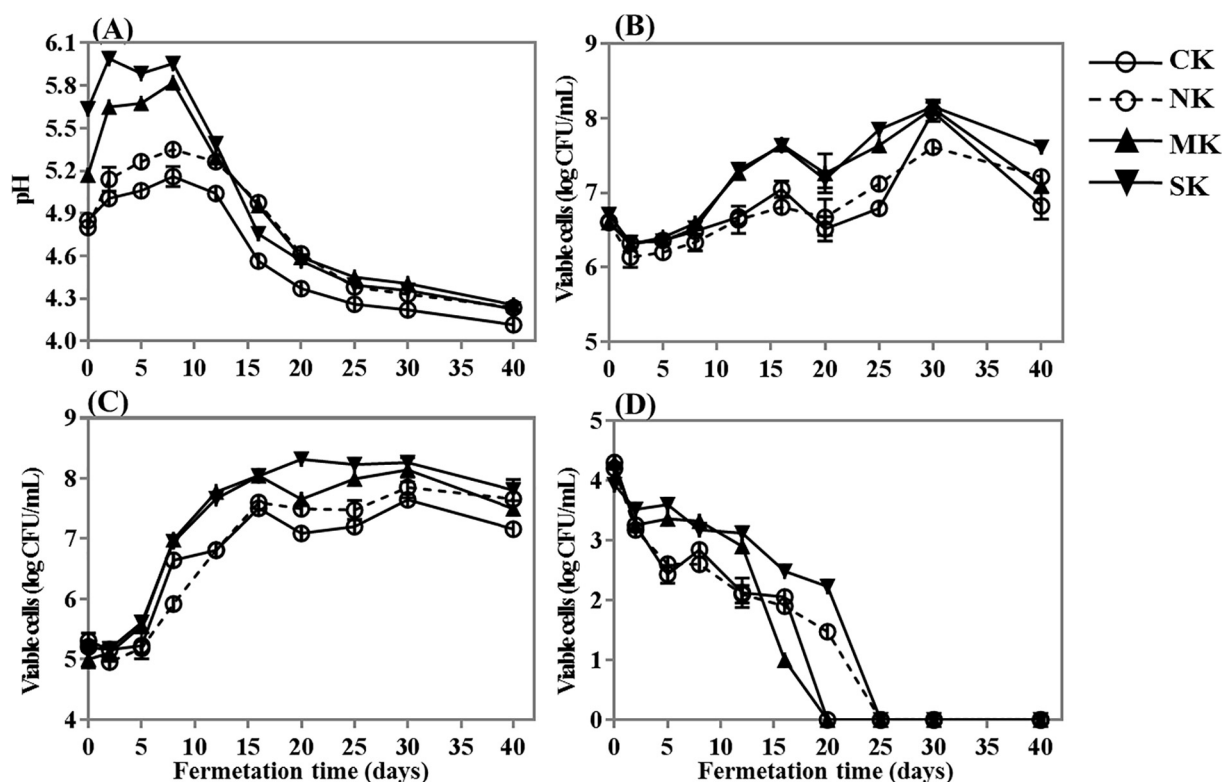 (A)
6.1
5.8
5.5
5.2
4.9
4.6
4.3
4.0
pH
0 5 10 15 20 25 30 35 40
(B)
9
8
7
6
5
Viable cells (log CFU/mL)
0 5 10 15 20 25 30 35 40
CK
NK
MK
SK
(C)
9
8
7
6
5
4
Viable cells (log CFU/mL)
0 5 10 15 20 25 30 35 40
Fermetation time (days)
(D)
5
4
3
2
1
0
Viable cells (log CFU/mL)
0 5 10 15 20 25 30 35 40
Fermetation time (days)